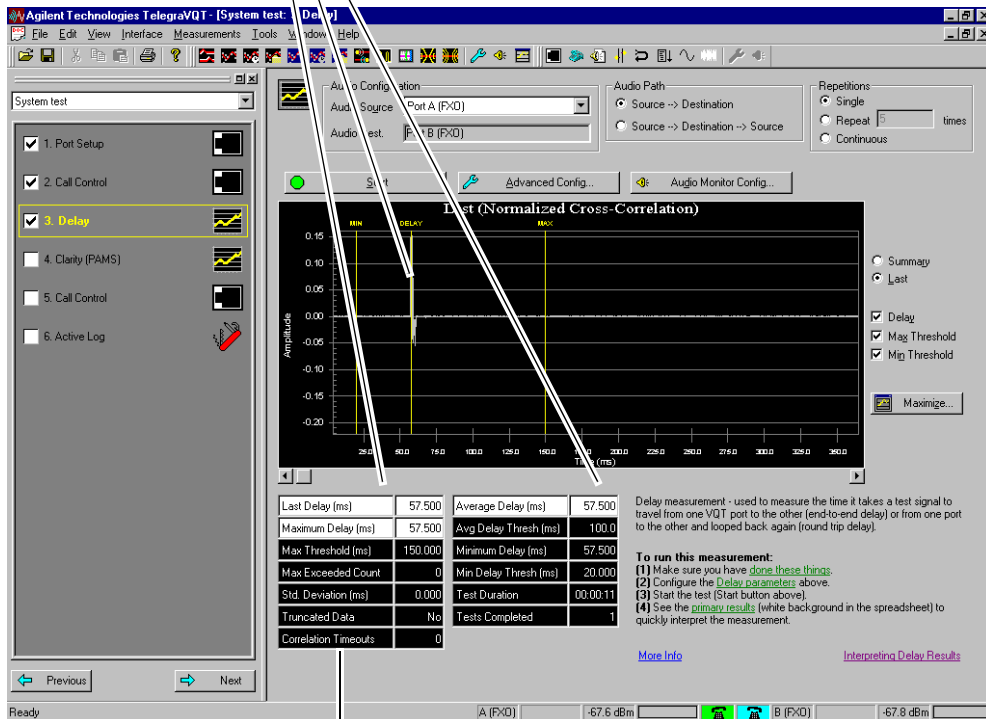 Agilent Technologies TelegraVQT - [System test: 3. Delay]
File Edit View Interface Measurements Tools Window Help
System test
1. Port Setup
2. Call Control
3. Delay
4. Clarity (PAMS)
5. Call Control
6. Active Log
Previous
Next
Audio Configuration
Audio Source
Port A (FXO)
Audio Dest.
Port B (FXO)
Audio Path
Source --> Destination
Source --> Destination --> Source
Repetitions
Single
Repeat 5 times
Continuous
Start
Advanced Config...
Audio Monitor Config...
Last (Normalized Cross-Correlation)
MIN DELAY MAX
0.15
0.10
0.05
0.00
-0.05
-0.10
-0.15
-0.20
Amplitude
25.0 50.0 75.0 100.0 125.0 150.0 175.0 200.0 225.0 250.0 275.0 300.0 325.0 350.0
Time (ms)
Summary
Last
Delay
Max Threshold
Min Threshold
Maximize...
Last Delay (ms) 57.500 Average Delay (ms) 57.500
Maximum Delay (ms) 57.500 Avg Delay Thresh (ms) 100.0
Max Threshold (ms) 150.000 Minimum Delay (ms) 57.500
Max Exceeded Count 0 Min Delay Thresh (ms) 20.000
Std. Deviation (ms) 0.000 Test Duration 00:00:11
Truncated Data No Tests Completed 1
Correlation Timeouts 0
Delay measurement - used to measure the time it takes a test signal to
travel from one VQT port to the other (end-to-end delay) or from one port
to the other and looped back again (round trip delay).
To run this measurement:
(1) Make sure you have done these things.
(2) Configure the Delay parameters above.
(3) Start the test (Start button above).
(4) See the primary results (white background in the spreadsheet) to
quickly interpret the measurement.
More Info
Interpreting Delay Results
Ready
A (FXO)
-67.6 dBm
B (FXO)
-67.8 dBm